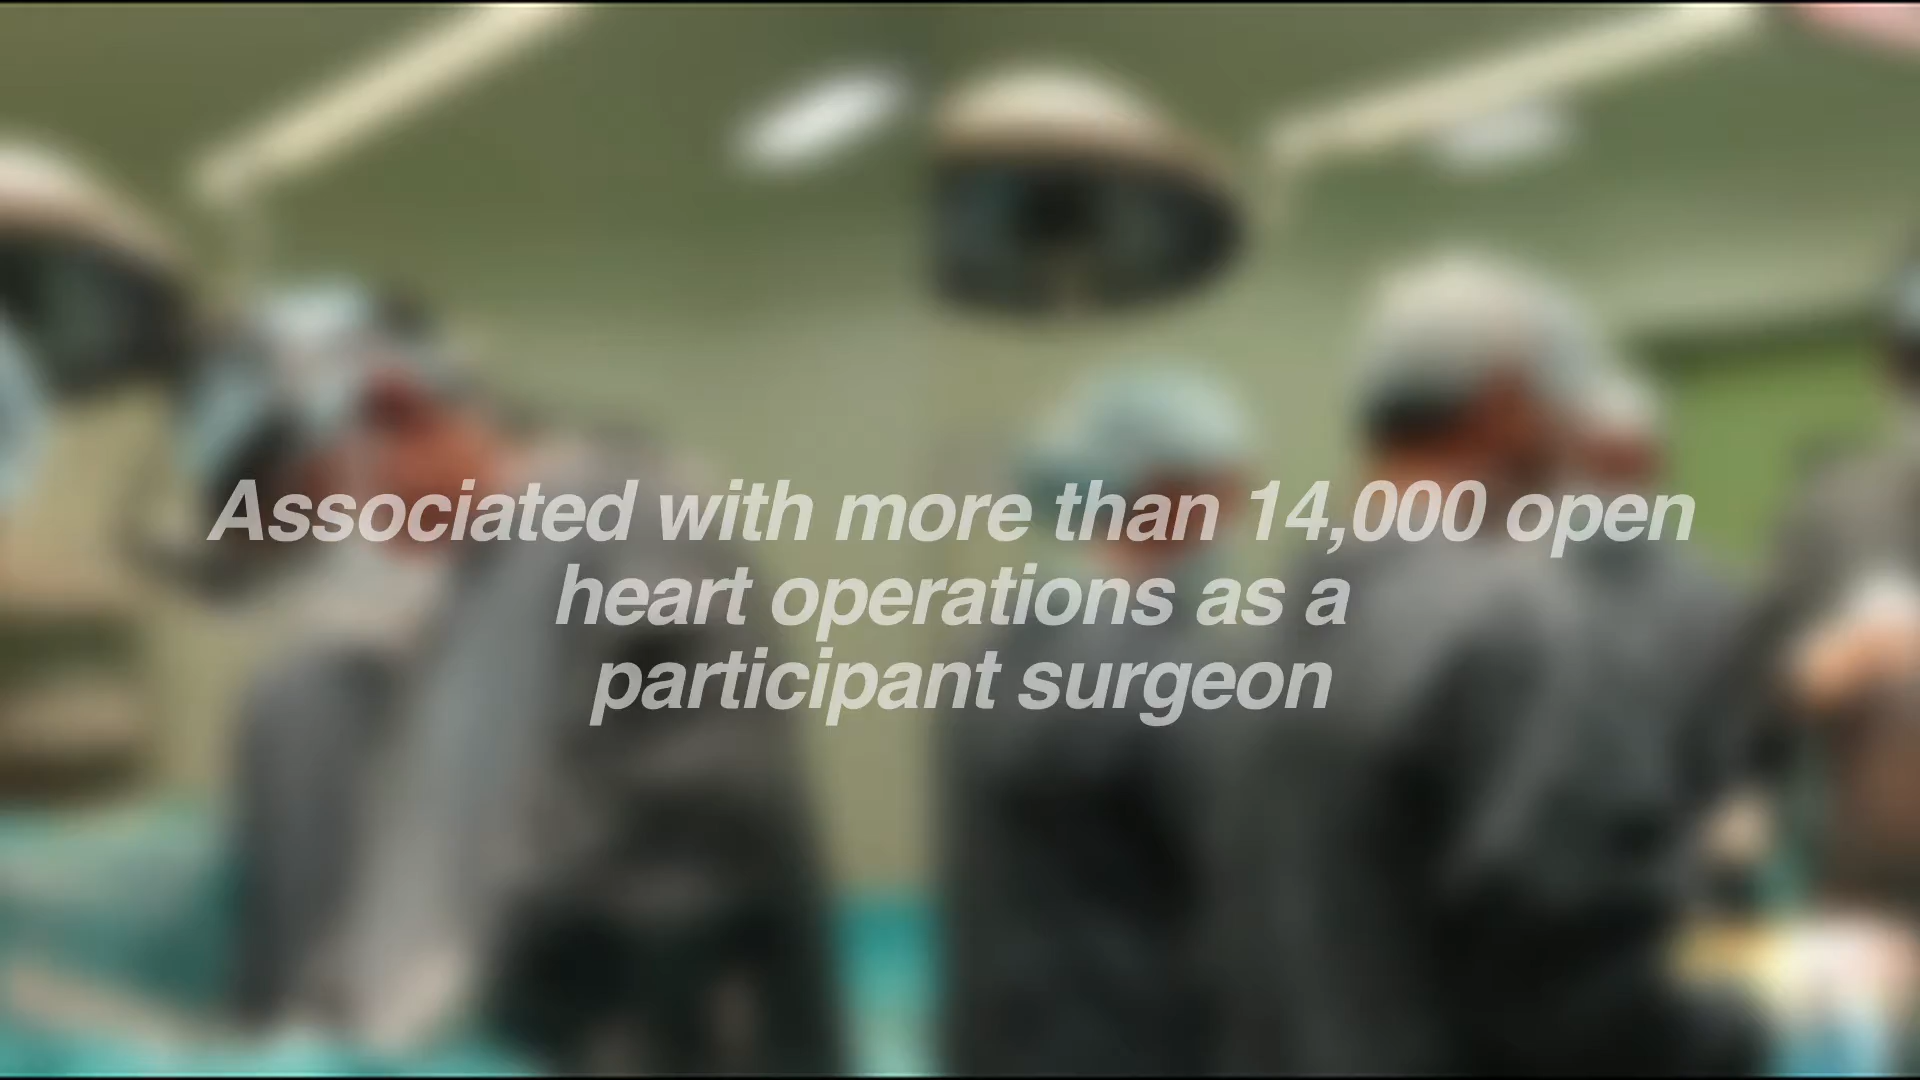 Associated with more than 14,000 open
heart operations as a
participant surgeon